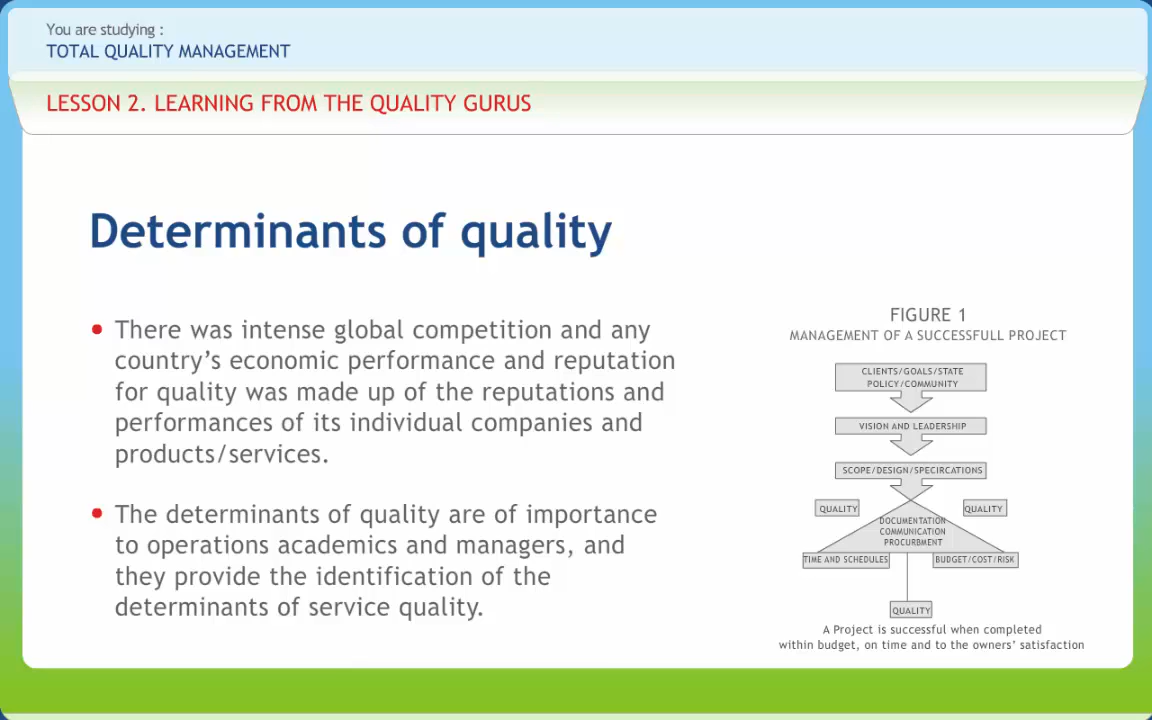 You are studying :
TOTAL QUALITY MANAGEMENT
LESSON 2. LEARNING FROM THE QUALITY GURUS
Determinants of quality
• There was intense global competition and any
country’s economic performance and reputation
for quality was made up of the reputations and
performances of its individual companies and
products/services.
• The determinants of quality are of importance
to operations academics and managers, and
they provide the identification of the
determinants of service quality.
FIGURE 1
MANAGEMENT OF A SUCCESSFULL PROJECT
CLIENTS/GOALS/STATE
POLICY/COMMUNITY
VISION AND LEADERSHIP
SCOPE/DESIGN/SPECIRCATIONS
QUALITY
QUALITY
DOCUMENTATION
COMMUNICATION
PROCURBMENT
TIME AND SCHEDULES
BUDGET/COST/RISK
QUALITY
A Project is successful when completed
within budget, on time and to the owners’ satisfaction